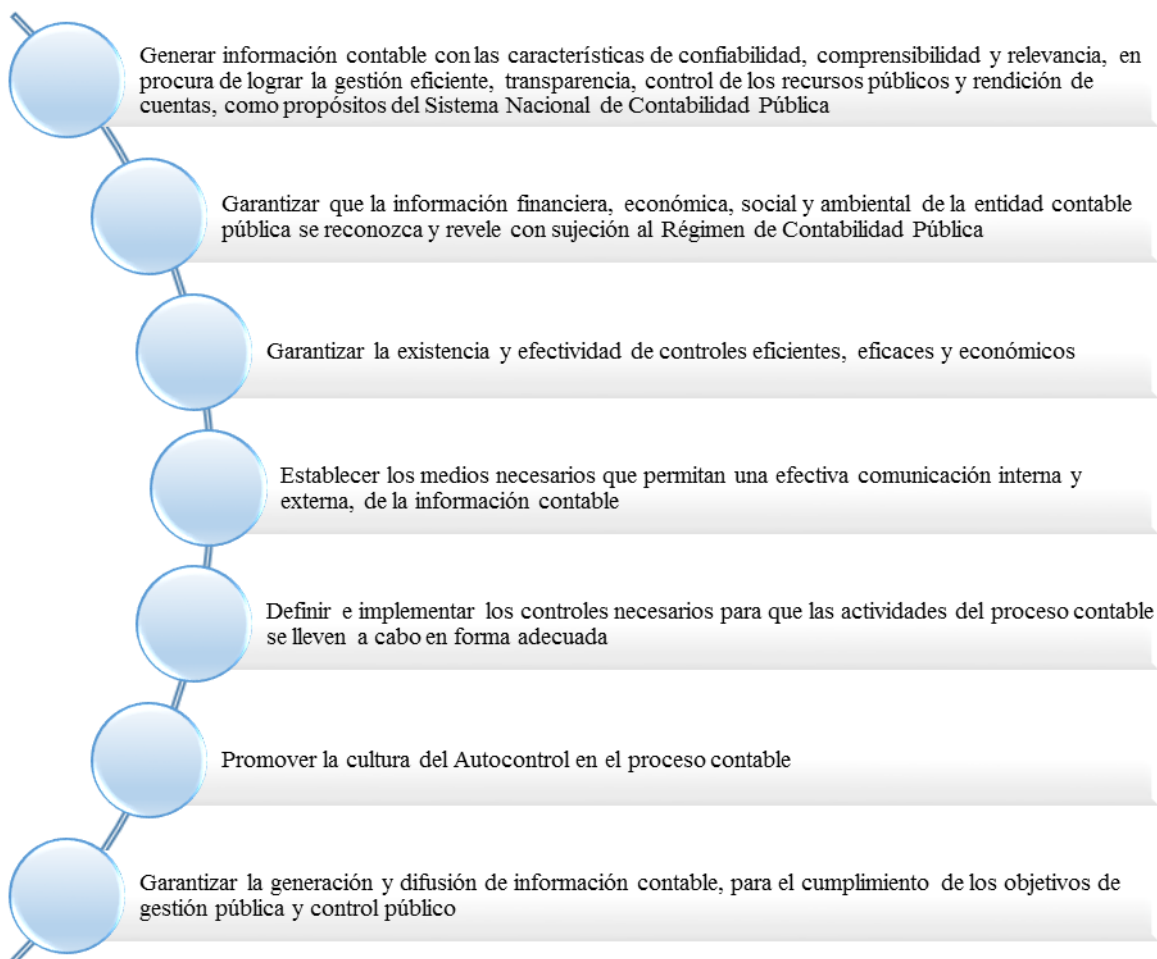 Generar información contable con las características de confiabilidad, comprensibilidad y relevancia, en
procura de lograr la gestión eficiente, transparencia, control de los recursos públicos y rendición de
cuentas, como propósitos del Sistema Nacional de Contabilidad Pública
Garantizar que la información financiera, económica, social y ambiental de la entidad contable
pública se reconozca y revele con sujeción al Régimen de Contabilidad Pública
Garantizar la existencia y efectividad de controles eficientes, eficaces y económicos
Establecer los medios necesarios que permitan una efectiva comunicación interna y
externa, de la información contable
Definir e implementar los controles necesarios para que las actividades del proceso contable
se lleven a cabo en forma adecuada
Promover la cultura del Autocontrol en el proceso contable
Garantizar la generación y difusión de información contable, para el cumplimiento de los objetivos de
gestión pública y control público